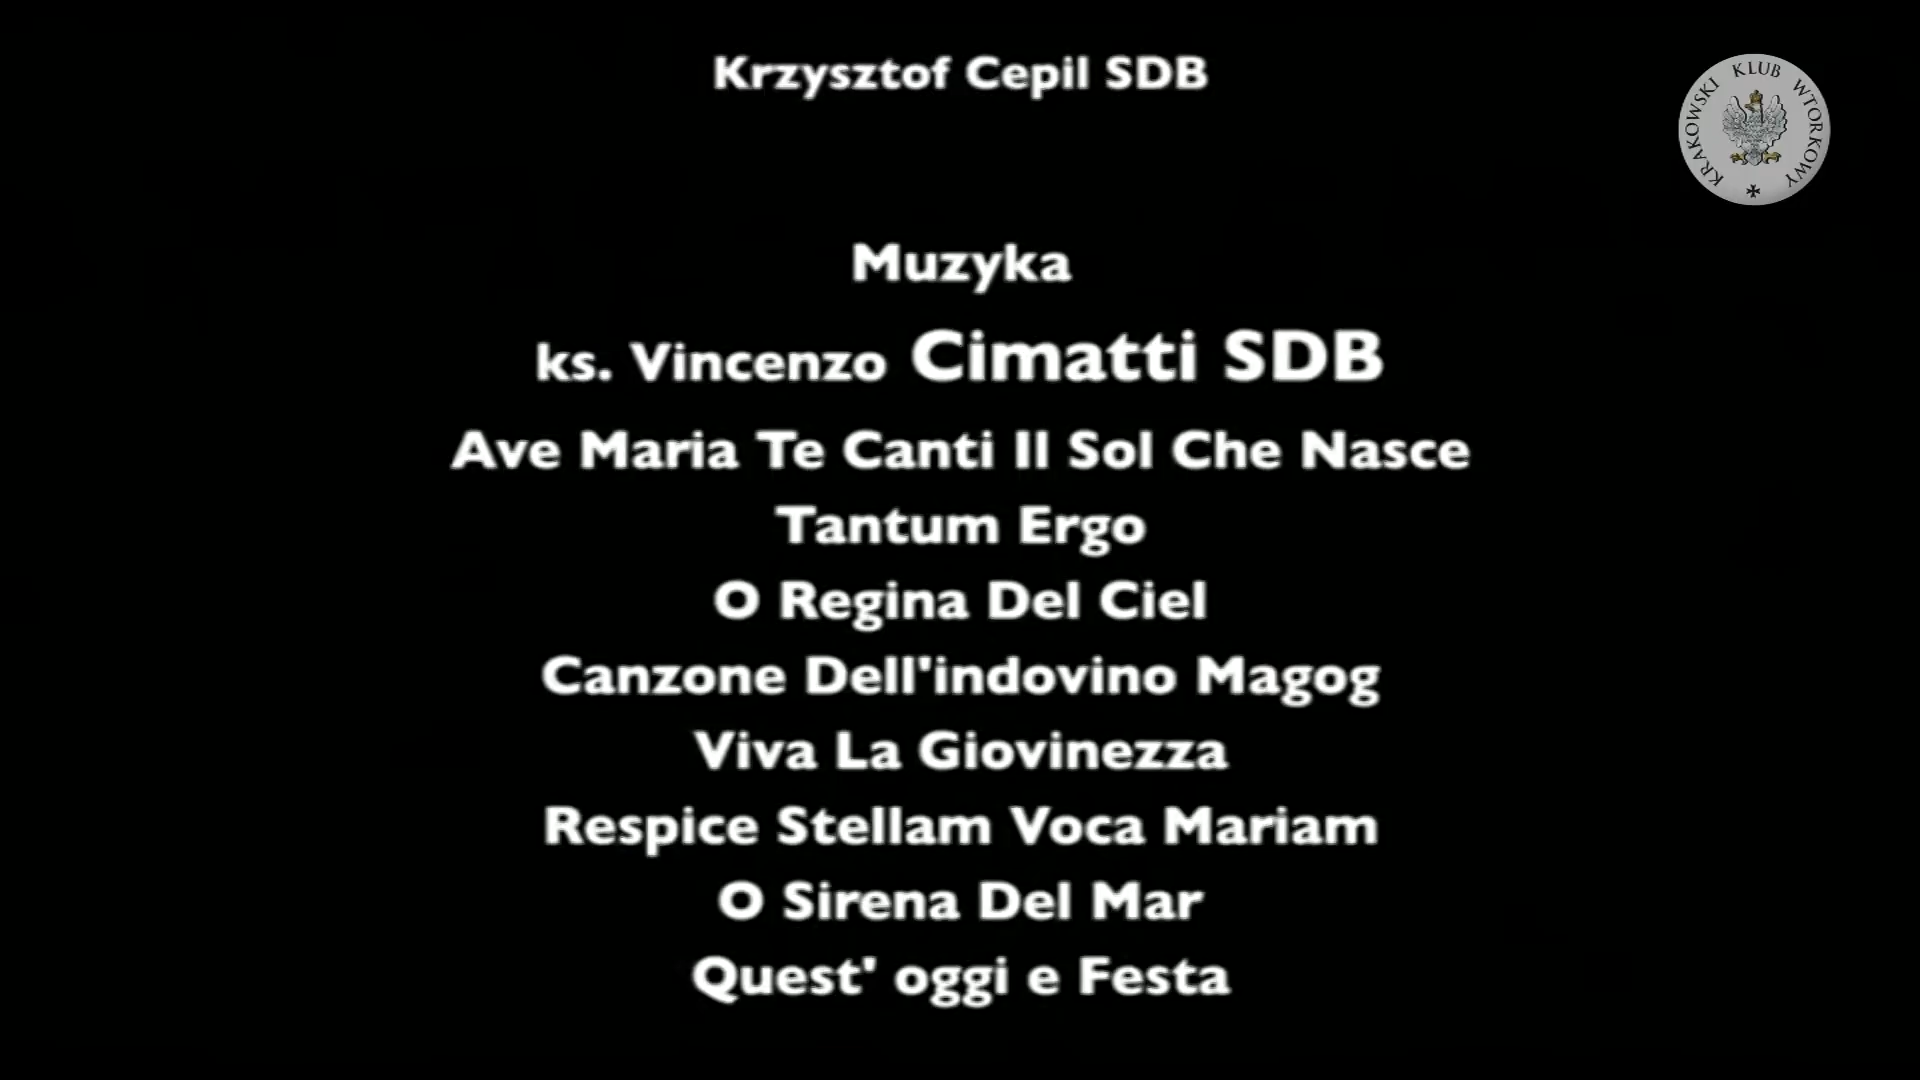 Krzysztof Cepil SDB
KRAKOWSKI KLUB WTORKOWY
Muzyka
ks. Vincenzo Cimatti SDB
Ave Maria Te Canti Il Sol Che Nasce
Tantum Ergo
O Regina Del Ciel
Canzone Dell'indovino Magog
Viva La Giovinezza
Respice Stellam Voca Mariam
O Sirena Del Mar
Quest' oggi e Festa